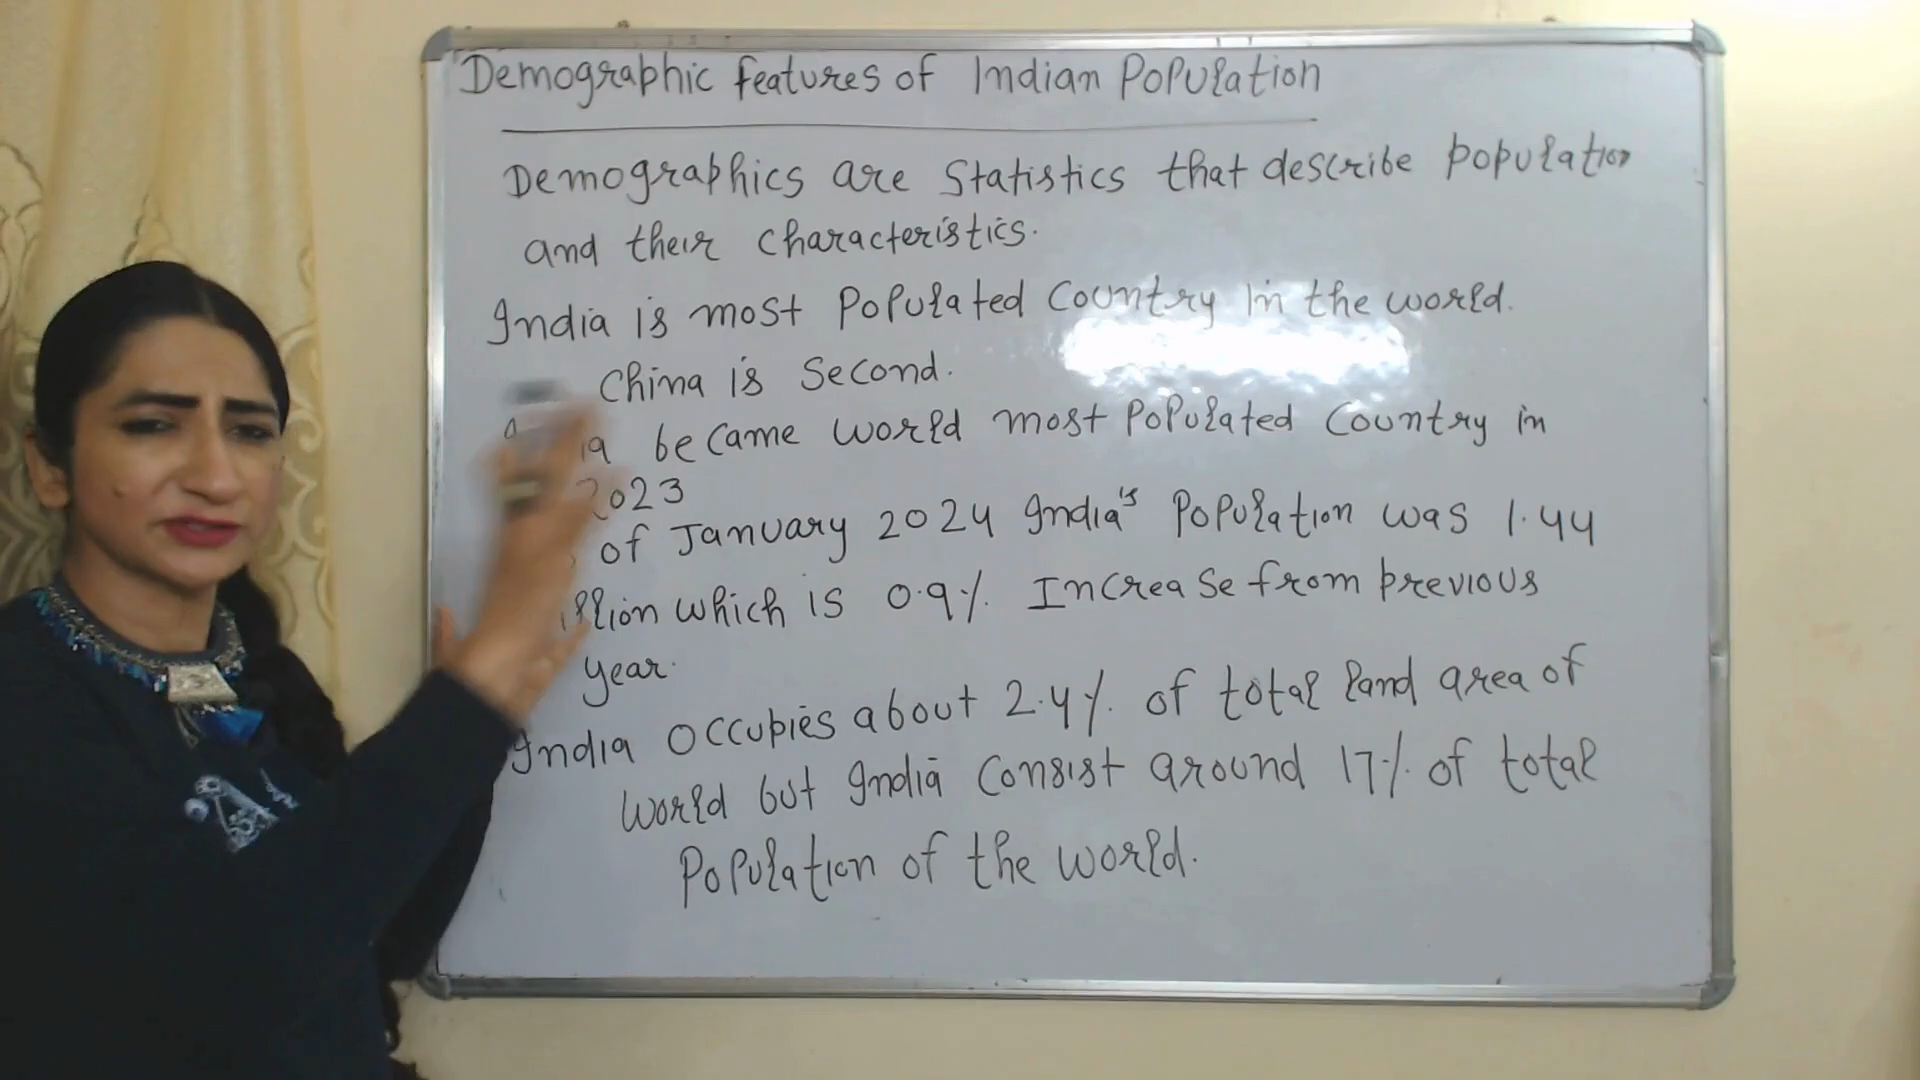 Demographic features of Indian Population
Demographics are Statistics that describe population
and their characteristics.
India is most Populated Country in the world.
China is Second.
became world most Populated Country in
2023
of January 2024 India's Population was 1.44
which is 0.9% Increase from previous
year.
India occupies about 2.4% of total land area of
world but India Consist around 17% of total
Population of the world.